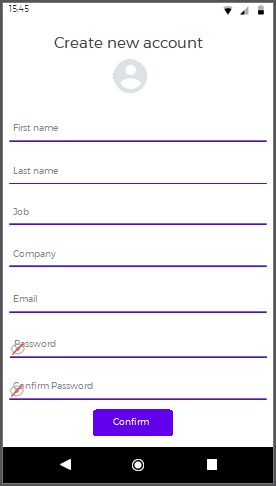 15:45
Create new account
First name
Last name
Job
Company
Email
Password
Confirm Password
Confirm